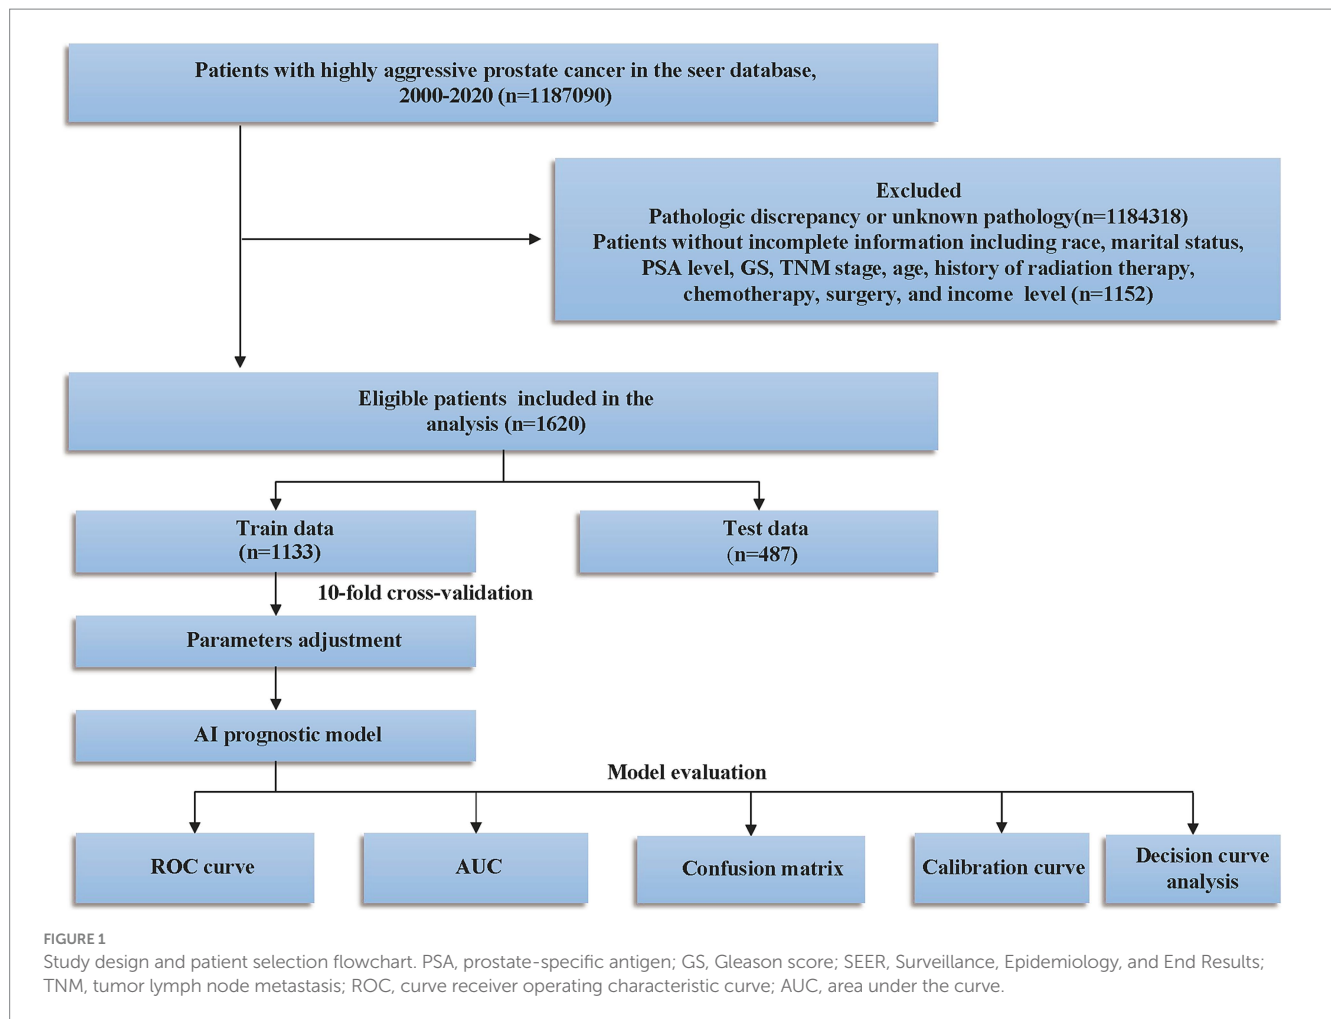 Patients with highly aggressive prostate cancer in the seer database,
2000-2020 (n=1187090)
Excluded
Pathologic discrepancy or unknown pathology(n=1184318)
Patients without incomplete information including race, marital status,
PSA level, GS, TNM stage, age, history of radiation therapy,
chemotherapy, surgery, and income level (n=1152)
Eligible patients included in the
analysis (n=1620)
Train data
(n=1133)
Test data
(n=487)
10-fold cross-validation
Parameters adjustment
AI prognostic model
Model evaluation
ROC curve
AUC
Confusion matrix
Calibration curve
Decision curve
analysis
FIGURE 1
Study design and patient selection flowchart. PSA, prostate-specific antigen; GS, Gleason score; SEER, Surveillance, Epidemiology, and End Results;
TNM, tumor lymph node metastasis; ROC, curve receiver operating characteristic curve; AUC, area under the curve.